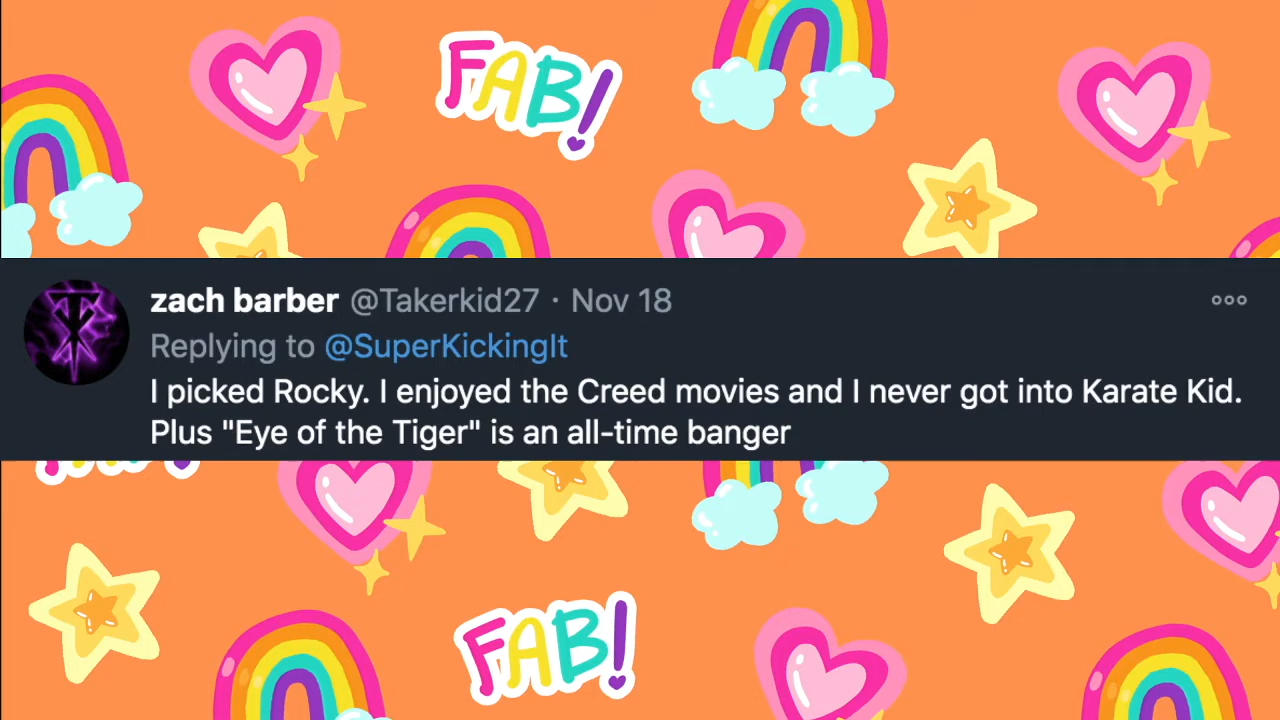 FAB!
zach barber @Takerkid27 · Nov 18
Replying to @SuperKickingIt
I picked Rocky. I enjoyed the Creed movies and I never got into Karate Kid.
Plus "Eye of the Tiger" is an all-time banger
FAB!